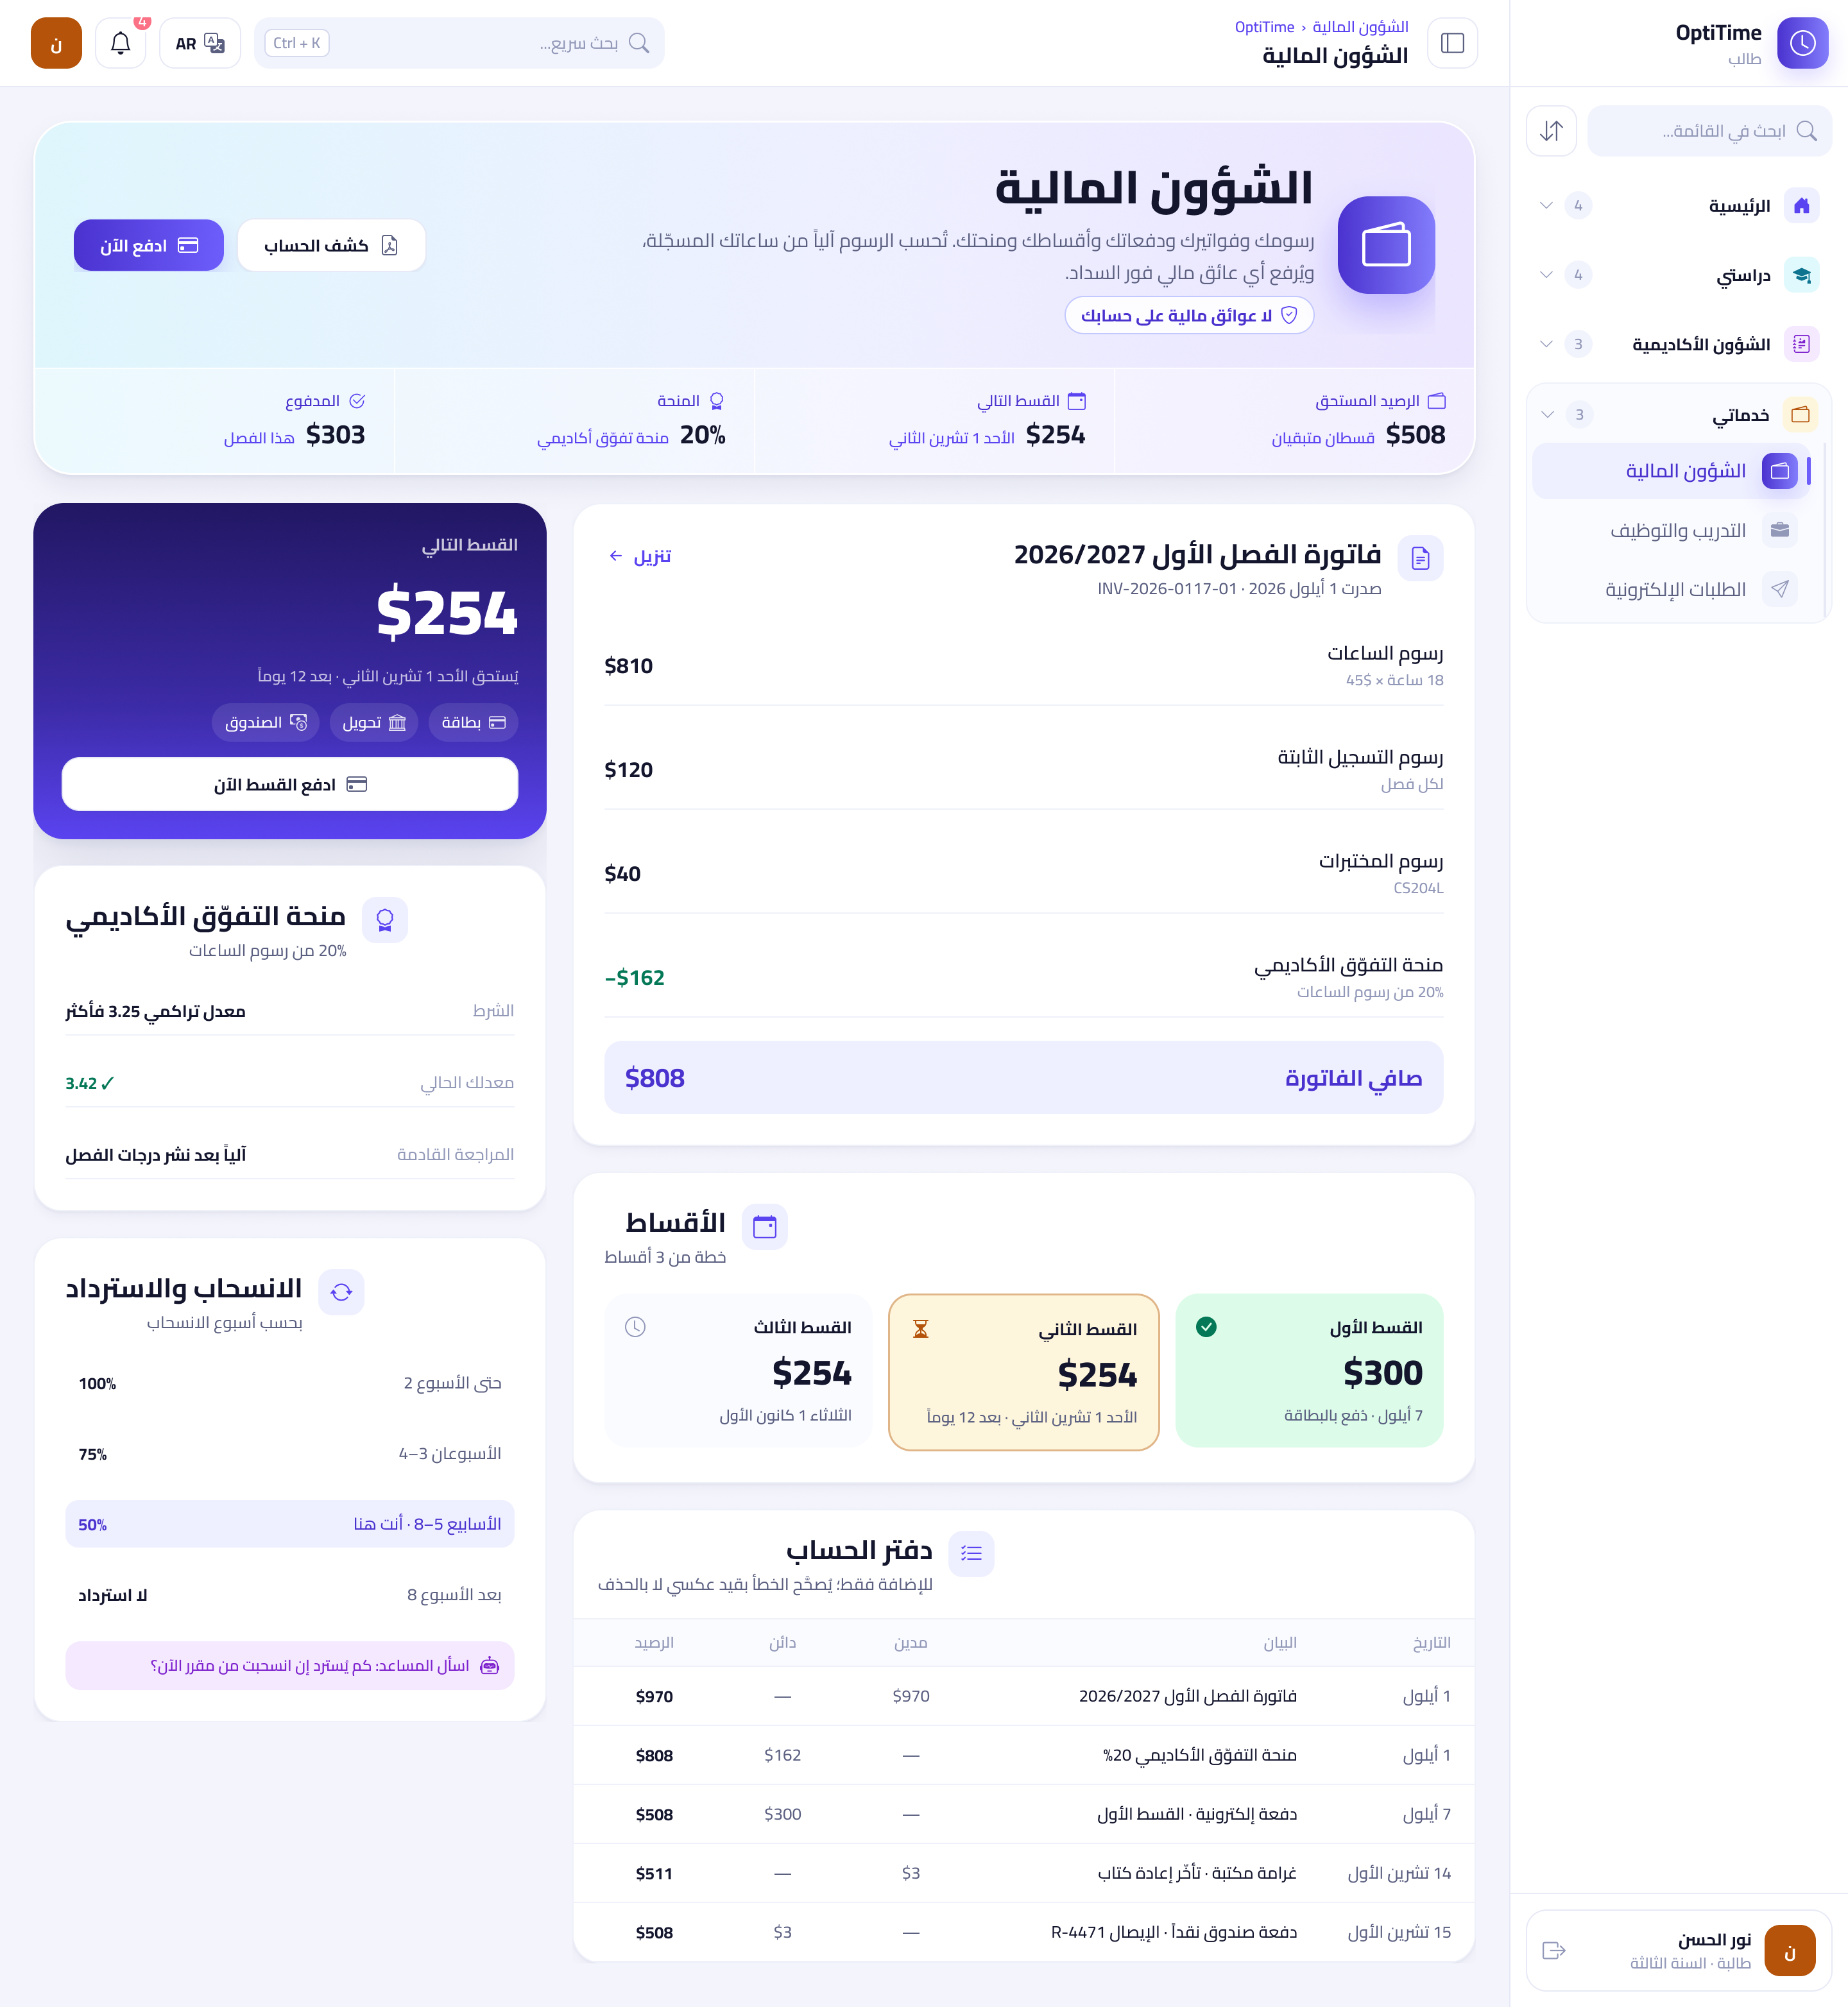 OptiTime
طالب
ابحث في القائمة...
الرئيسية
4
دراستي
4
الشؤون الأكاديمية
3
خدماتي
3
الشؤون المالية
التدريب والتوظيف
الطلبات الإلكترونية
نور الحسن
طالبة · السنة الثالثة
ن
OptiTime ‹ الشؤون المالية
الشؤون المالية
بحث سريع...
Ctrl + K
AR
4
ن
الشؤون المالية
رسومك وفواتيرك ودفعاتك وأقساطك ومنحتك. تُحسب الرسوم آلياً من ساعاتك المسجّلة،
ويُرفع أي عائق مالي فور السداد.
لا عوائق مالية على حسابك
كشف الحساب
ادفع الآن
الرصيد المستحق
$508 قسطان متبقيان
القسط التالي
$254 الأحد 1 تشرين الثاني
المنحة
20% منحة تفوّق أكاديمي
المدفوع
$303 هذا الفصل
فاتورة الفصل الأول 2026/2027
صدرت 1 أيلول 2026 · INV-2026-0117-01
تنزيل ←
رسوم الساعات
18 ساعة × 45$
$810
رسوم التسجيل الثابتة
لكل فصل
$120
رسوم المختبرات
CS204L
$40
منحة التفوّق الأكاديمي
20% من رسوم الساعات
−$162
صافي الفاتورة
$808
الأقساط
خطة من 3 أقساط
القسط الأول
$300
7 أيلول · دُفع بالبطاقة
القسط الثاني
$254
الأحد 1 تشرين الثاني · بعد 12 يوماً
القسط الثالث
$254
الثلاثاء 1 كانون الأول
دفتر الحساب
للإضافة فقط؛ يُصحَّح الخطأ بقيد عكسي لا بالحذف
التاريخ البيان مدين دائن الرصيد
1 أيلول فاتورة الفصل الأول 2026/2027 $970 — $970
1 أيلول منحة التفوّق الأكاديمي 20% — $162 $808
7 أيلول دفعة إلكترونية · القسط الأول — $300 $508
14 تشرين الأول غرامة مكتبة · تأخّر إعادة كتاب $3 — $511
15 تشرين الأول دفعة صندوق نقداً · الإيصال R-4471 — $3 $508
القسط التالي
$254
يُستحق الأحد 1 تشرين الثاني · بعد 12 يوماً
بطاقة
تحويل
الصندوق
ادفع القسط الآن
منحة التفوّق الأكاديمي
20% من رسوم الساعات
الشرط معدل تراكمي 3.25 فأكثر
معدلك الحالي 3.42 ✓
المراجعة القادمة آلياً بعد نشر درجات الفصل
الانسحاب والاسترداد
بحسب أسبوع الانسحاب
حتى الأسبوع 2 100%
الأسبوعان 3–4 75%
الأسابيع 5–8 · أنت هنا 50%
بعد الأسبوع 8 لا استرداد
اسأل المساعد: كم يُسترد إن انسحبت من مقرر الآن؟